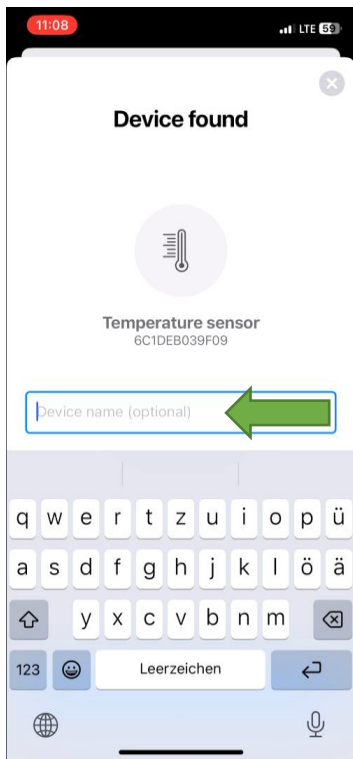 11:08 LTE 59
Device found
Temperature sensor
6C1DEB039F09
Device name (optional)
q w e r t z u i o p ü
a s d f g h j k l ö ä
y x c v b n m
123 Leerzeichen